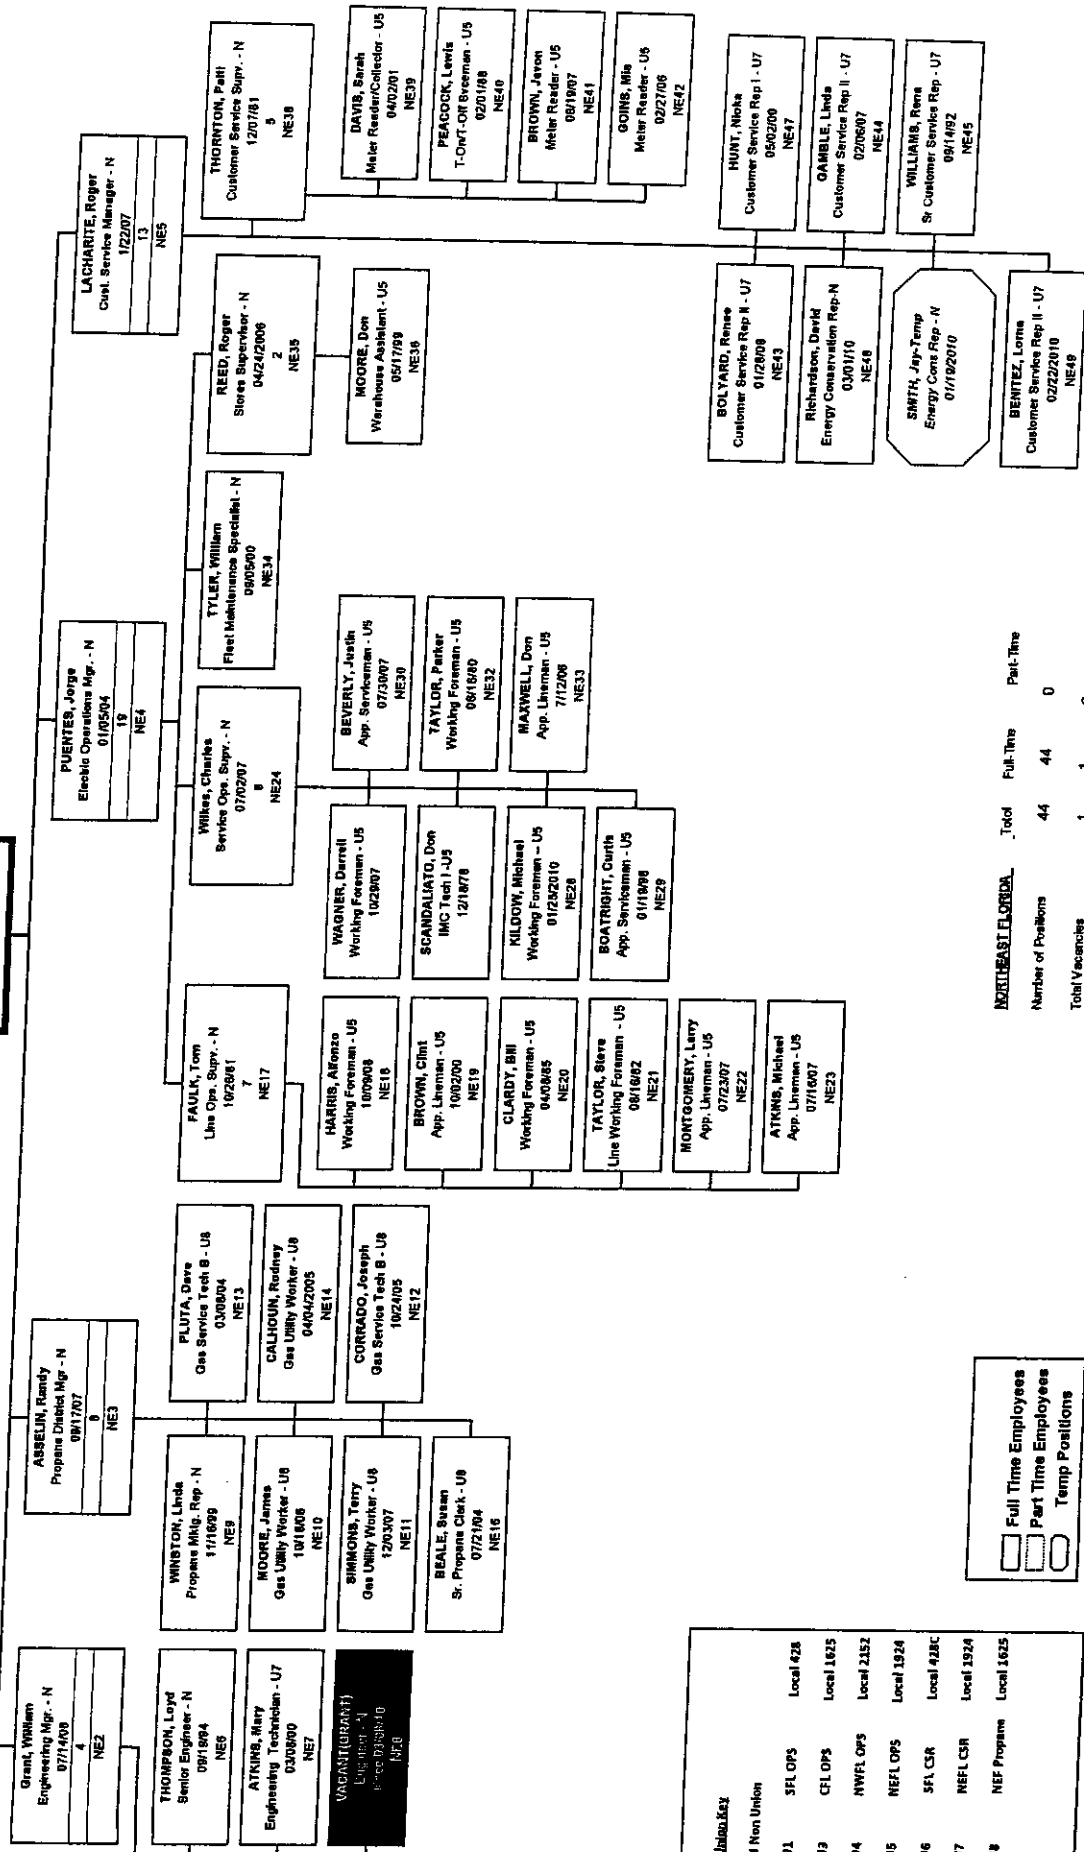 Grant, William
Engineering Mgr. - N
07/14/08
4
NE2
THOMPSON, Loyd
Senior Engineer - N
09/19/94
NE6
ATKINS, Mary
Engineering Technician - U7
03/08/00
NE7
VACANT(GRANT)
Engineer - N
NE8
ASSELIN, Randy
Propane District Mgr - N
09/17/07
8
NE3
WINSTON, Linda
Propane Mktg. Rep - N
11/16/99
NE9
PLUTA, Dave
Gas Service Tech B - U8
03/08/04
NE13
MOORE, James
Gas Utility Worker - U8
10/18/06
NE10
CALHOUN, Rodney
Gas Utility Worker - U8
04/04/2005
NE14
SIMMONS, Terry
Gas Utility Worker - U8
12/03/07
NE11
CORRADO, Joseph
Gas Service Tech B - U8
10/24/05
NE12
BEALE, Susan
Sr. Propane Clerk - U8
07/21/04
NE16
PUENTES, Jorge
Electric Operations Mgr. - N
01/05/04
19
NE4
FAULK, Tom
Line Ops. Supv. - N
10/26/81
7
NE17
HARRIS, Alfonzo
Working Foreman - U5
10/09/08
NE18
BROWN, Clint
App. Lineman - U5
10/02/00
NE19
CLARDY, Bill
Working Foreman - U5
04/08/85
NE20
TAYLOR, Steve
Line Working Foreman - U5
08/16/82
NE21
MONTGOMERY, Larry
App. Lineman - U5
07/23/07
NE22
ATKINS, Michael
App. Lineman - U5
07/16/07
NE23
Wilkes, Charles
Service Ops. Supv. - N
07/02/07
8
NE24
WAGNER, Darrell
Working Foreman - U5
10/29/07
BEVERLY, Justin
App. Serviceman - U5
07/30/07
NE30
SCANDALIATO, Don
IMC Tech I - U5
12/18/78
TAYLOR, Parker
Working Foreman - U5
06/16/80
NE32
KILDOW, Michael
Working Foreman -- U5
01/25/2010
NE28
MAXWELL, Don
App. Lineman - U5
7/12/06
NE33
BOATRIGHT, Curtis
App. Serviceman - U5
01/19/98
NE29
TYLER, William
Fleet Maintenance Specialist - N
09/05/00
NE34
REED, Roger
Stores Supervisor - N
04/24/2006
2
NE35
MOORE, Don
Warehouse Assistant - U5
05/17/99
NE36
LACHARITE, Roger
Cust. Service Manager - N
1/22/07
13
NE5
THORNTON, Patti
Customer Service Supv. - N
12/07/81
5
NE38
DAVIS, Sarah
Meter Reader/Collector - U5
04/02/01
NE39
PEACOCK, Lewis
T-On/T-Off Srvceman - U5
02/01/88
NE40
BROWN, Javon
Meter Reader - U5
08/19/07
NE41
GOINS, Mia
Meter Reader - U5
02/27/06
NE42
BOLYARD, Renee
Customer Service Rep II - U7
01/28/08
NE43
HUNT, Nicka
Customer Service Rep I - U7
05/02/00
NE47
Richardson, David
Energy Conservation Rep-N
03/01/10
NE48
GAMBLE, Linda
Customer Service Rep II - U7
02/06/07
NE44
SMITH, Jay-Temp
Energy Cons Rep - N
01/19/2010
WILLIAMS, Rena
Sr Customer Service Rep - U7
09/14/92
NE45
BENITEZ, Lorna
Customer Service Rep II - U7
02/22/2010
NE49
Union Key
Non Union
SFL OPS Local 428
CFL OPS Local 1625
NWFL OPS Local 2152
NEFL OPS Local 1924
SFL CSR Local 428C
NEFL CSR Local 1924
NEF Propane Local 1625
Full Time Employees
Part Time Employees
Temp Positions
NORTHEAST FLORIDA Total Full-Time Part-Time
Number of Positions 44 44 0
Total Vacancies 1 1